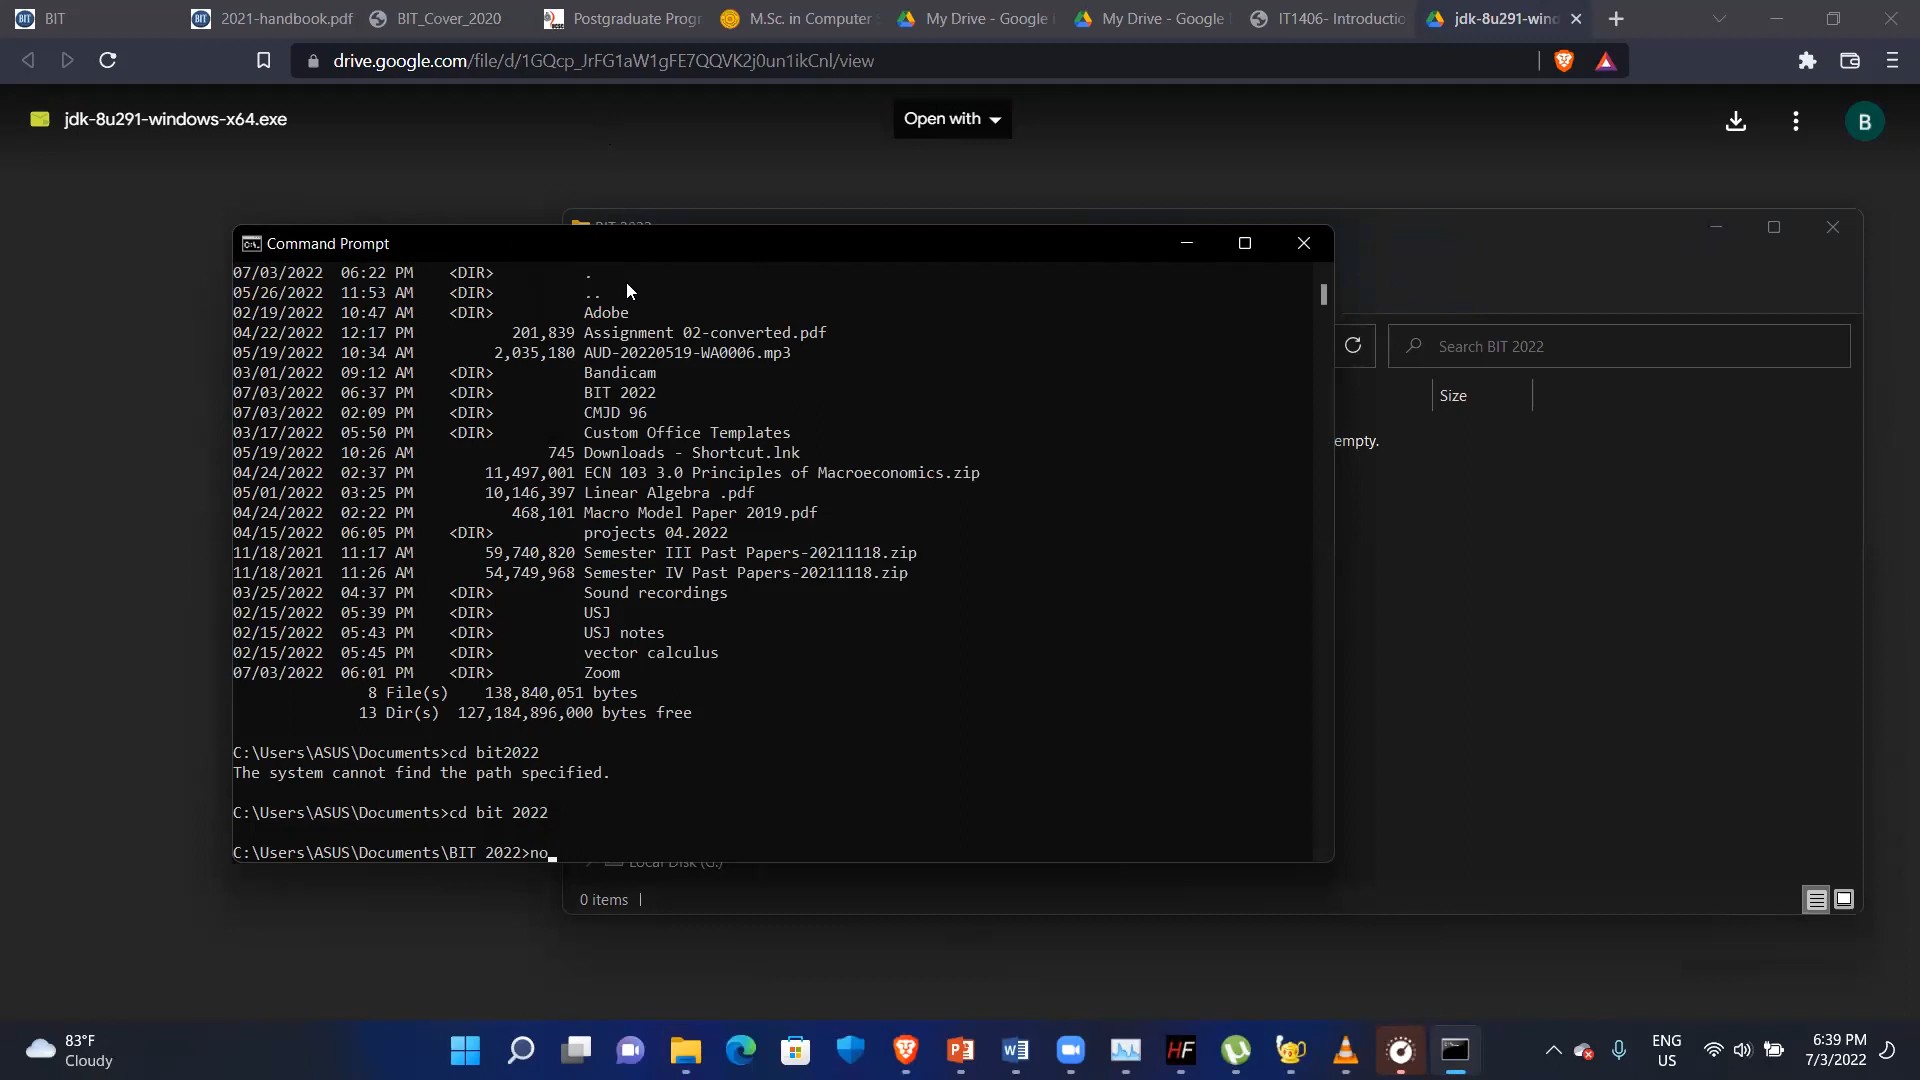 BIT
2021-handbook.pdf
BIT_Cover_2020
Postgraduate Progr
M.Sc. in Computer
My Drive - Google
My Drive - Google
IT1406- Introductio
jdk-8u291-wind
drive.google.com/file/d/1GQcp_JrFG1aW1gFE7QQVK2j0un1ikCnl/view
jdk-8u291-windows-x64.exe
Open with
B
BIT 2022
Command Prompt
07/03/2022 06:22 PM <DIR> .
05/26/2022 11:53 AM <DIR> ..
02/19/2022 10:47 AM <DIR> Adobe
04/22/2022 12:17 PM 201,839 Assignment 02-converted.pdf
05/19/2022 10:34 AM 2,035,180 AUD-20220519-WA0006.mp3
03/01/2022 09:12 AM <DIR> Bandicam
07/03/2022 06:37 PM <DIR> BIT 2022
07/03/2022 02:09 PM <DIR> CMJD 96
03/17/2022 05:50 PM <DIR> Custom Office Templates
05/19/2022 10:26 AM 745 Downloads - Shortcut.lnk
04/24/2022 02:37 PM 11,497,001 ECN 103 3.0 Principles of Macroeconomics.zip
05/01/2022 03:25 PM 10,146,397 Linear Algebra .pdf
04/24/2022 02:22 PM 468,101 Macro Model Paper 2019.pdf
04/15/2022 06:05 PM <DIR> projects 04.2022
11/18/2021 11:17 AM 59,740,820 Semester III Past Papers-20211118.zip
11/18/2021 11:26 AM 54,749,968 Semester IV Past Papers-20211118.zip
03/25/2022 04:37 PM <DIR> Sound recordings
02/15/2022 05:39 PM <DIR> USJ
02/15/2022 05:43 PM <DIR> USJ notes
02/15/2022 05:45 PM <DIR> vector calculus
07/03/2022 06:01 PM <DIR> Zoom
8 File(s) 138,840,051 bytes
13 Dir(s) 127,184,896,000 bytes free
C:\Users\ASUS\Documents>cd bit2022
The system cannot find the path specified.
C:\Users\ASUS\Documents>cd bit 2022
C:\Users\ASUS\Documents\BIT 2022>no_
Search BIT 2022
Size
empty.
Local Disk (G:)
0 items
83°F
Cloudy
ENG
US
6:39 PM
7/3/2022